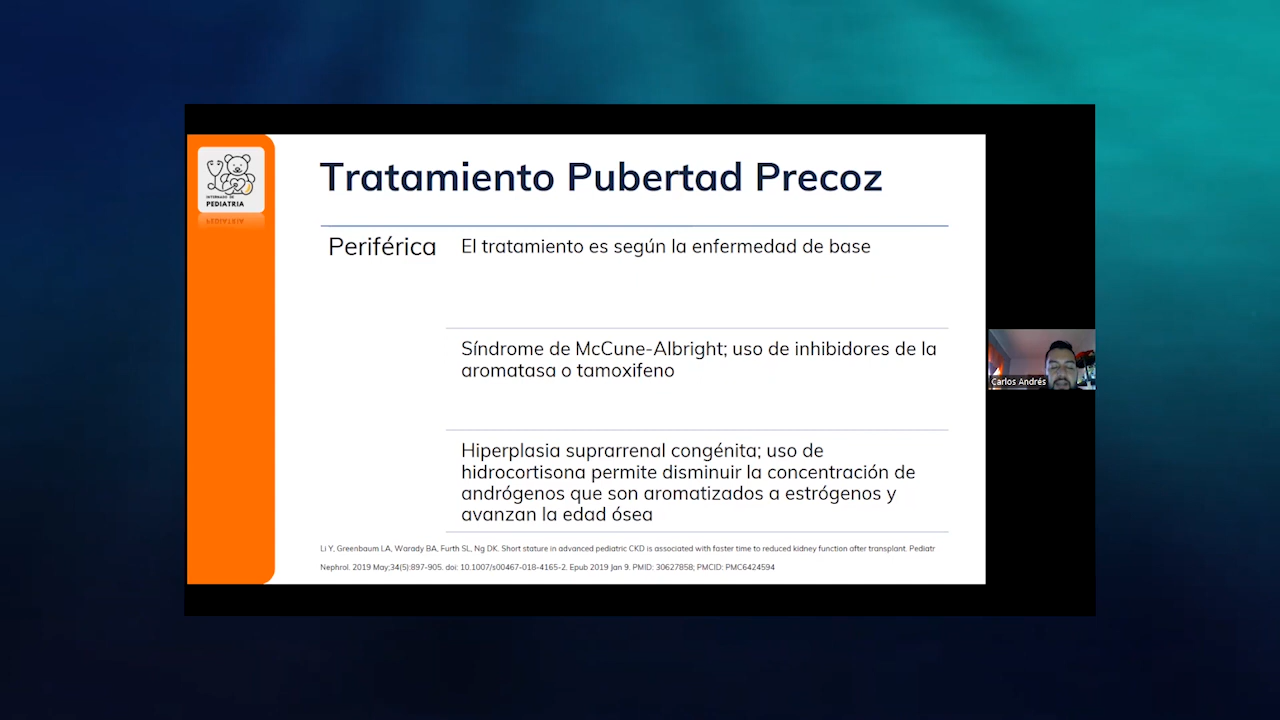 INTERNADO DE
PEDIATRIA
Tratamiento Pubertad Precoz
Periférica
El tratamiento es según la enfermedad de base
Síndrome de McCune-Albright; uso de inhibidores de la
aromatasa o tamoxifeno
Hiperplasia suprarrenal congénita; uso de
hidrocortisona permite disminuir la concentración de
andrógenos que son aromatizados a estrógenos y
avanzan la edad ósea
Li Y, Greenbaum LA, Warady BA, Furth SL, Ng DK. Short stature in advanced pediatric CKD is associated with faster time to reduced kidney function after transplant. Pediatr
Nephrol. 2019 May;34(5):897-905. doi: 10.1007/s00467-018-4165-2. Epub 2019 Jan 9. PMID: 30627858; PMCID: PMC6424594
Carlos Andrés